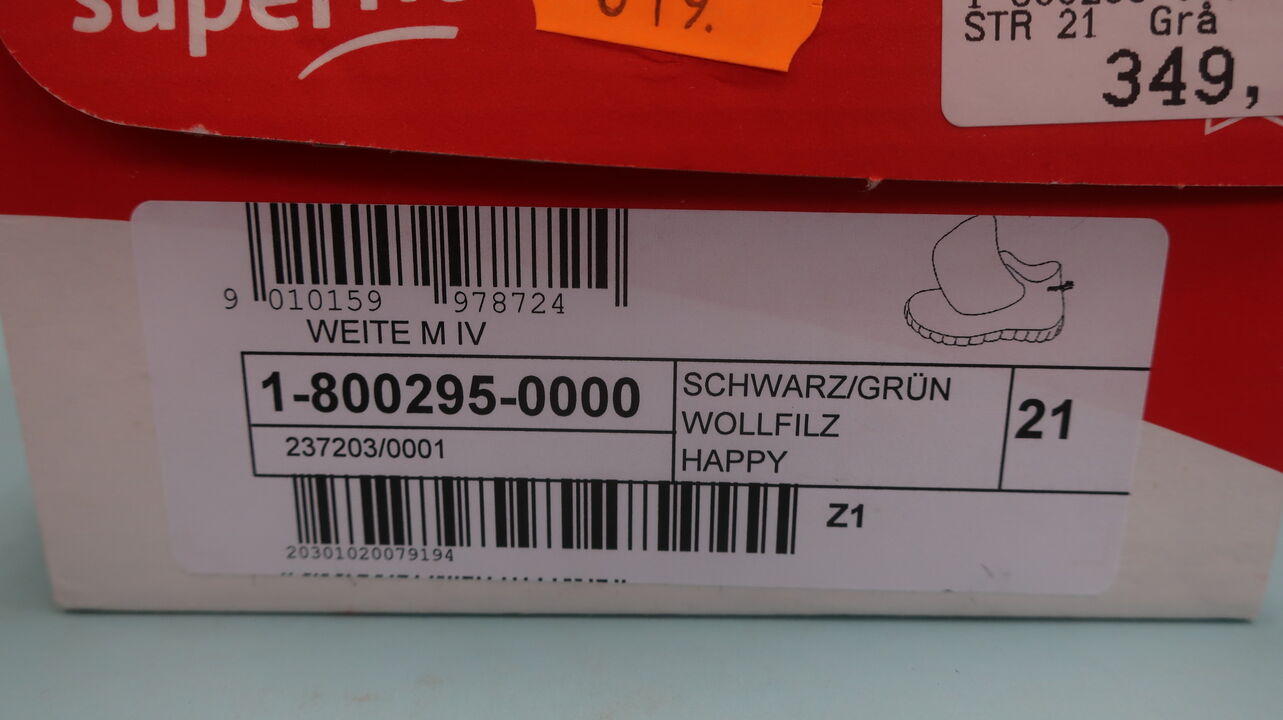 STR 21 Grå
349,
9 010159 978724
WEITE M IV
1-800295-0000
237203/0001
SCHWARZ/GRÜN
WOLLFILZ
HAPPY
21
Z1
20301020079194